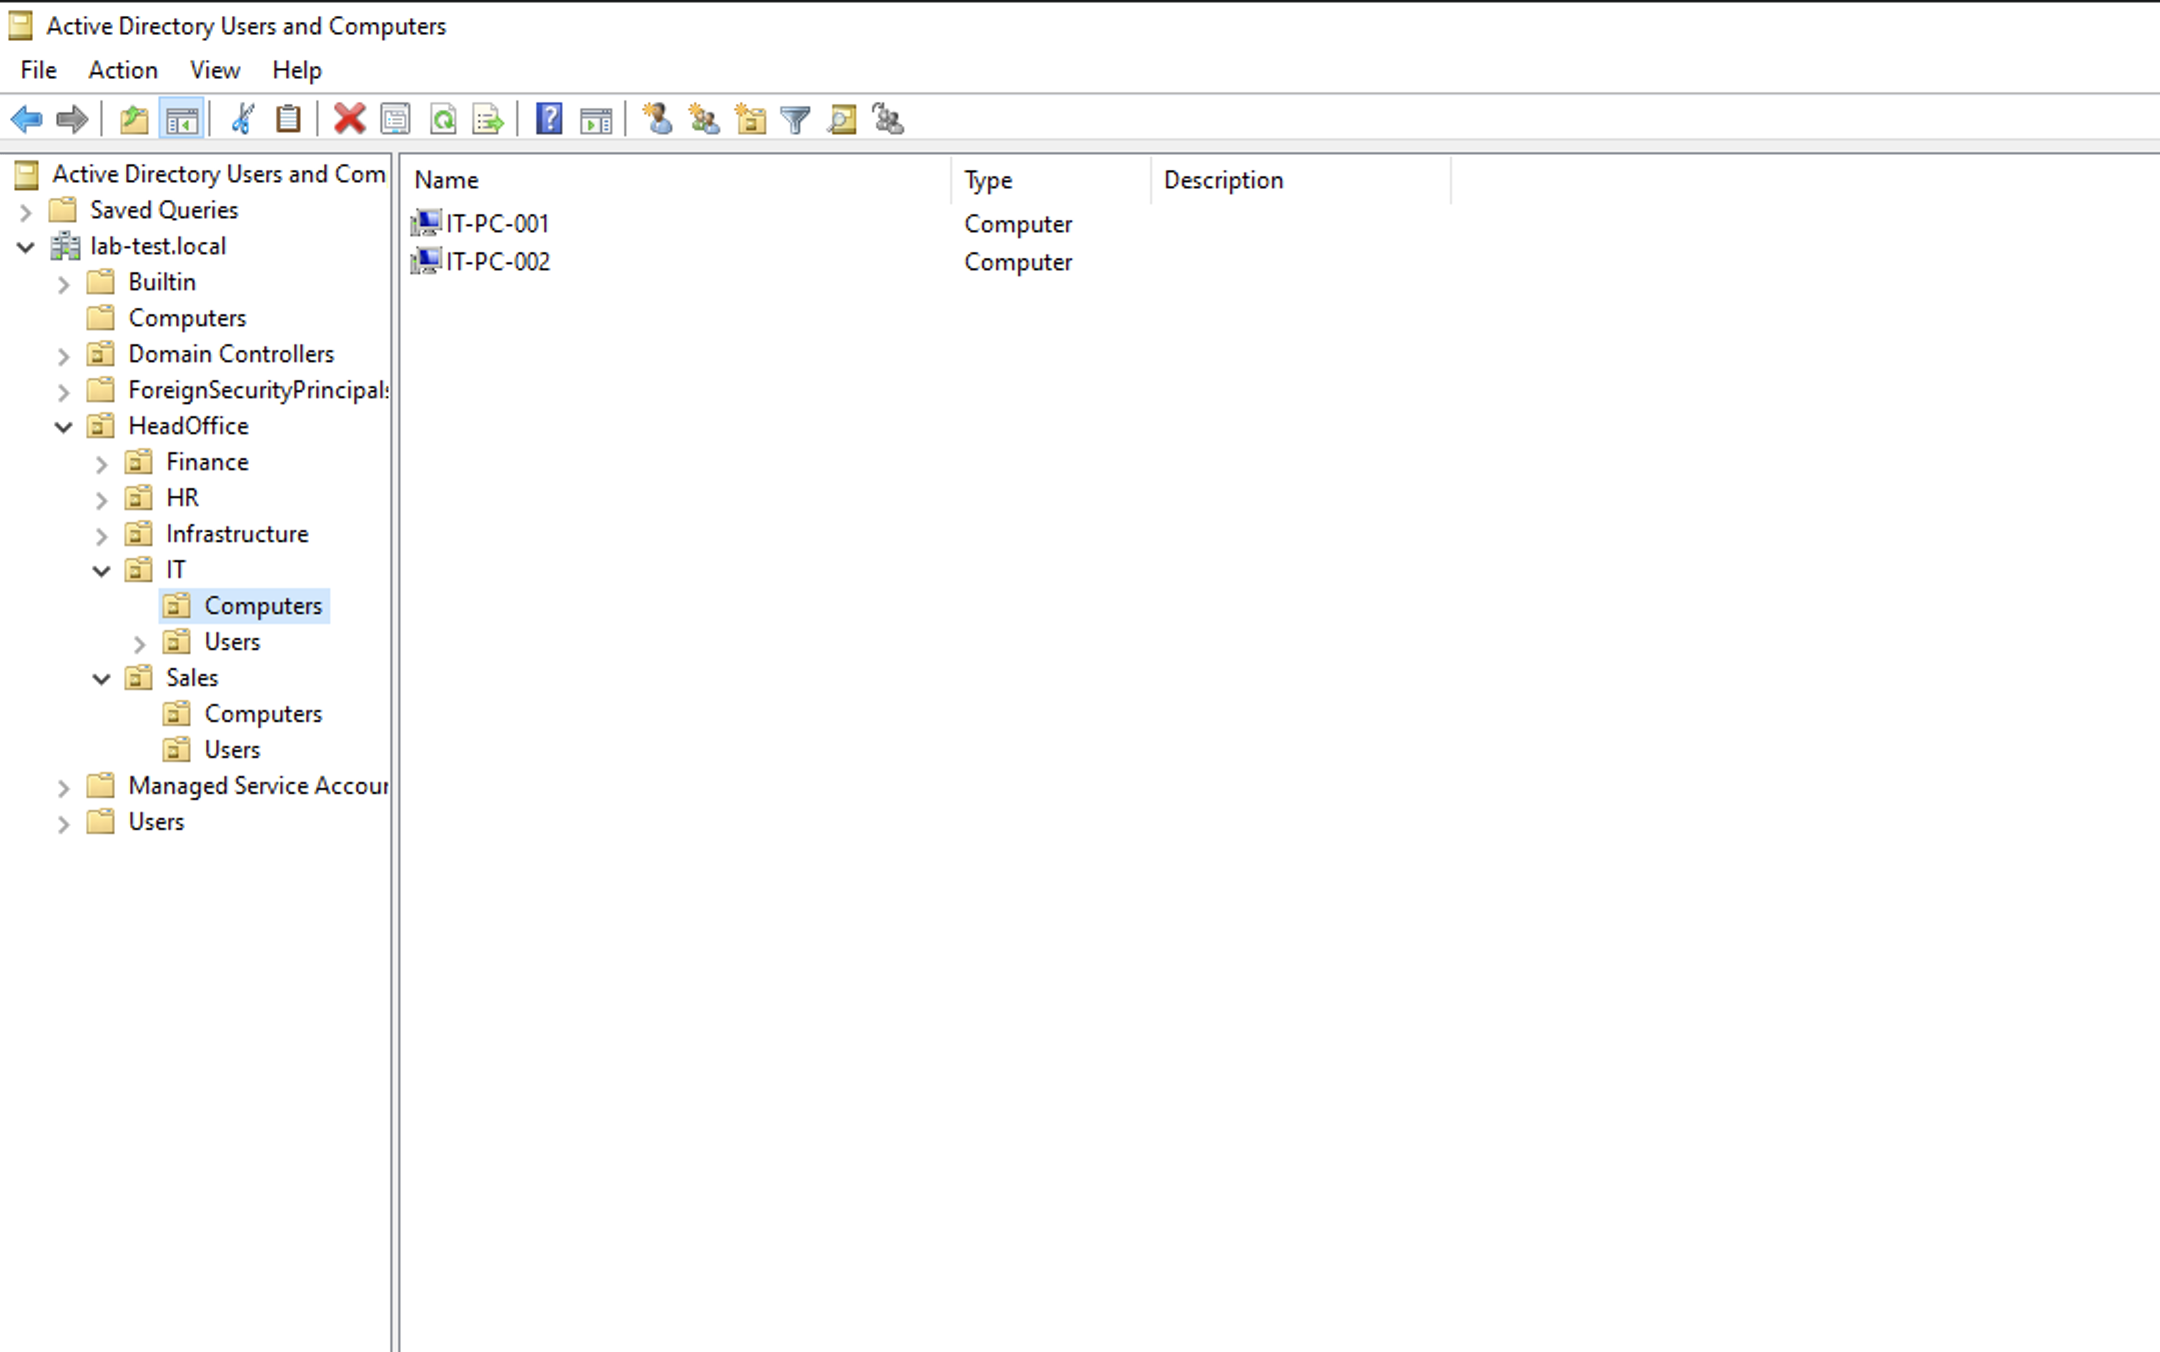 Active Directory Users and Computers
File Action View Help
Active Directory Users and Com
Saved Queries
lab-test.local
Builtin
Computers
Domain Controllers
ForeignSecurityPrincipals
HeadOffice
Finance
HR
Infrastructure
IT
Computers
Users
Sales
Computers
Users
Managed Service Accoun
Users
Name Type Description
IT-PC-001 Computer
IT-PC-002 Computer